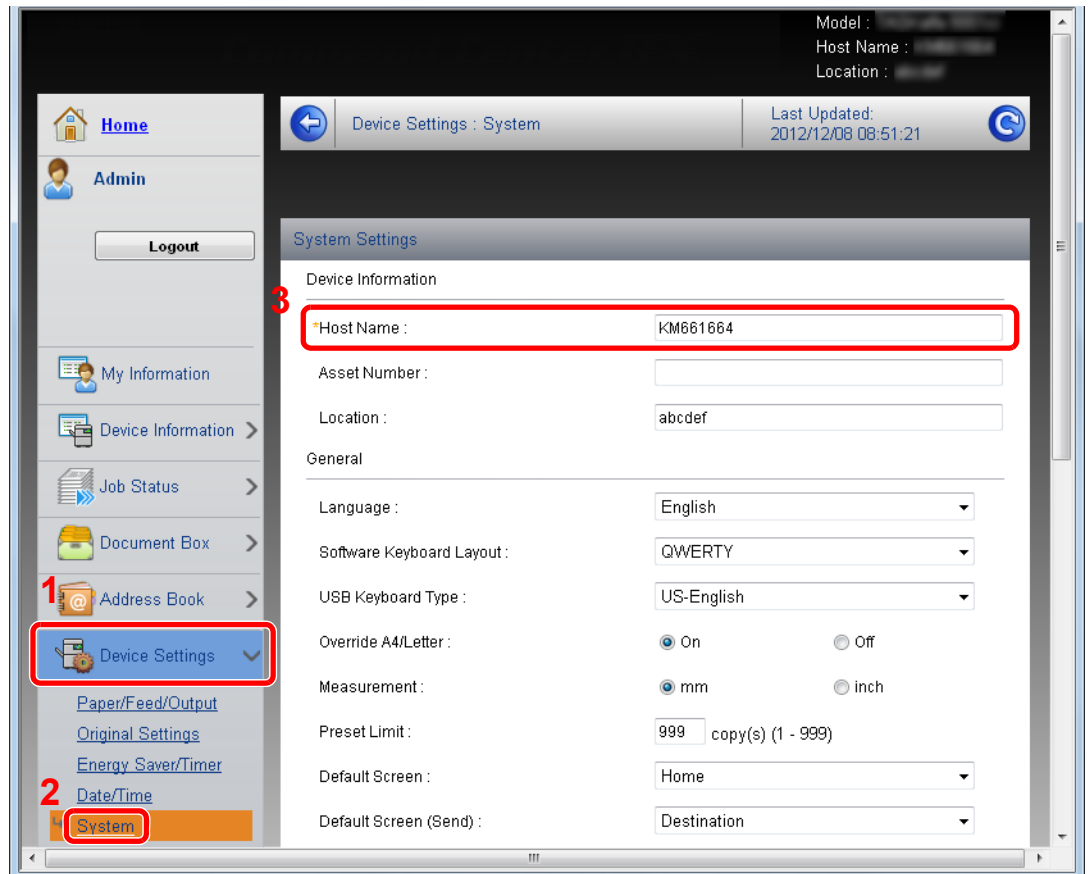 Model :
Host Name :
Location :
Home
Device Settings : System
Last Updated:
2012/12/08 08:51:21
Admin
Logout
System Settings
Device Information
3
*Host Name : KM661664
My Information
Asset Number :
Device Information
Location : abcdef
General
Job Status
Language : English
Document Box
Software Keyboard Layout : QWERTY
1
Address Book
USB Keyboard Type : US-English
Device Settings
Override A4/Letter : On Off
Measurement : mm inch
Paper/Feed/Output
Original Settings
Preset Limit : 999 copy(s) (1 - 999)
Energy Saver/Timer
Default Screen : Home
2
Date/Time
System
Default Screen (Send) : Destination